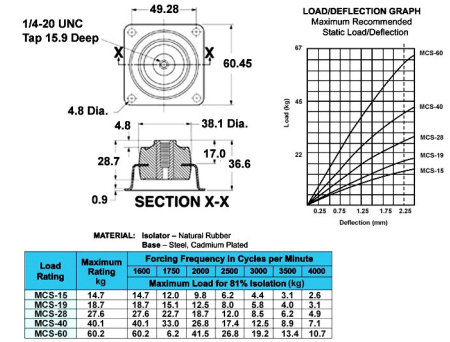 49.28
1/4-20 UNC
Tap 15.9 Deep
X X
60.45
4.8 Dia.
4.8
38.1 Dia.
28.7
17.0
36.6
0.9
SECTION X-X
LOAD/DEFLECTION GRAPH
Maximum Recommended
Static Load/Deflection
67
MCS-60
45
MCS-40
MCS-28
22
MCS-19
MCS-15
Load (kg)
0.25 0.75 1.25 1.75 2.25
Deflection (mm)
MATERIAL: Isolator – Natural Rubber
Base – Steel, Cadmium Plated
Load Rating
Maximum Rating kg
Forcing Frequency in Cycles per Minute
1600 1750 2000 2500 3000 3500 4000
Maximum Load for 81% Isolation (kg)
MCS-15 14.7 14.7 12.0 9.8 6.2 4.4 3.1 2.6
MCS-19 18.7 18.7 15.1 12.5 8.0 5.8 4.0 3.1
MCS-28 27.6 27.6 22.7 18.7 12.0 8.5 6.2 4.9
MCS-40 40.1 40.1 33.0 26.8 17.4 12.5 8.9 7.1
MCS-60 60.2 60.2 6.2 41.5 26.8 19.2 13.4 10.7